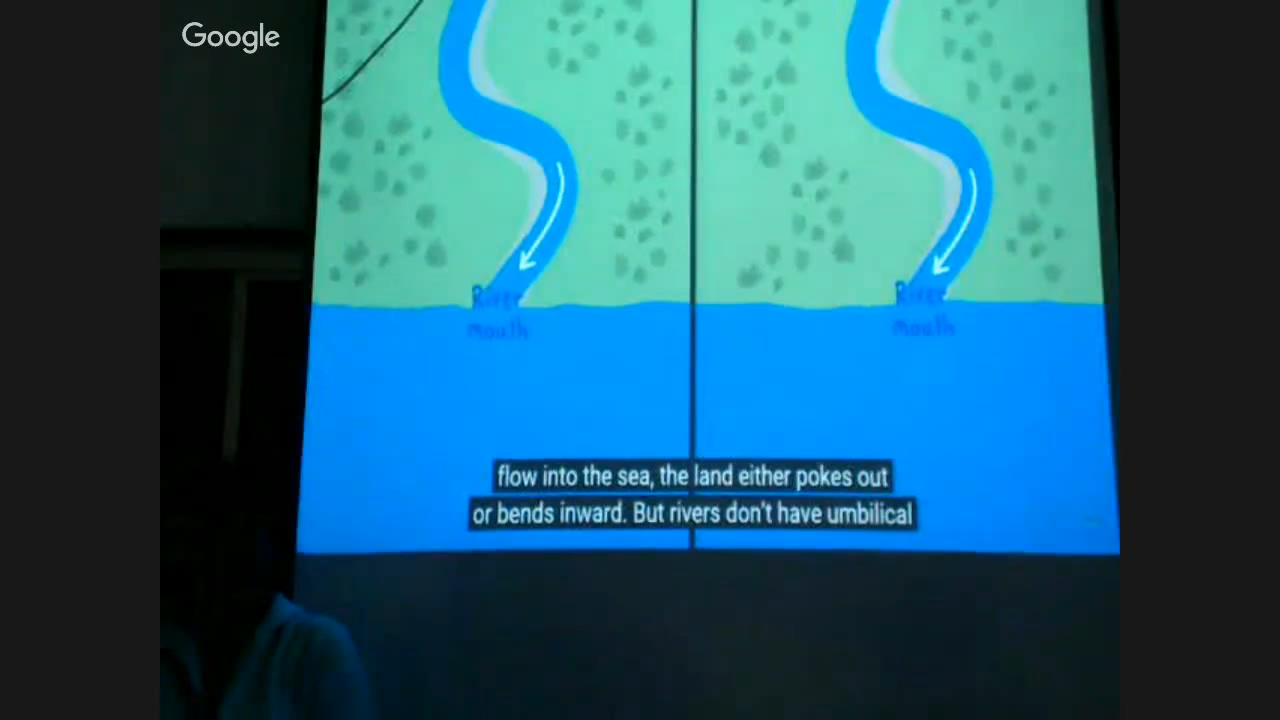 Google
River
mouth
River
mouth
flow into the sea, the land either pokes out
or bends inward. But rivers don't have umbilical